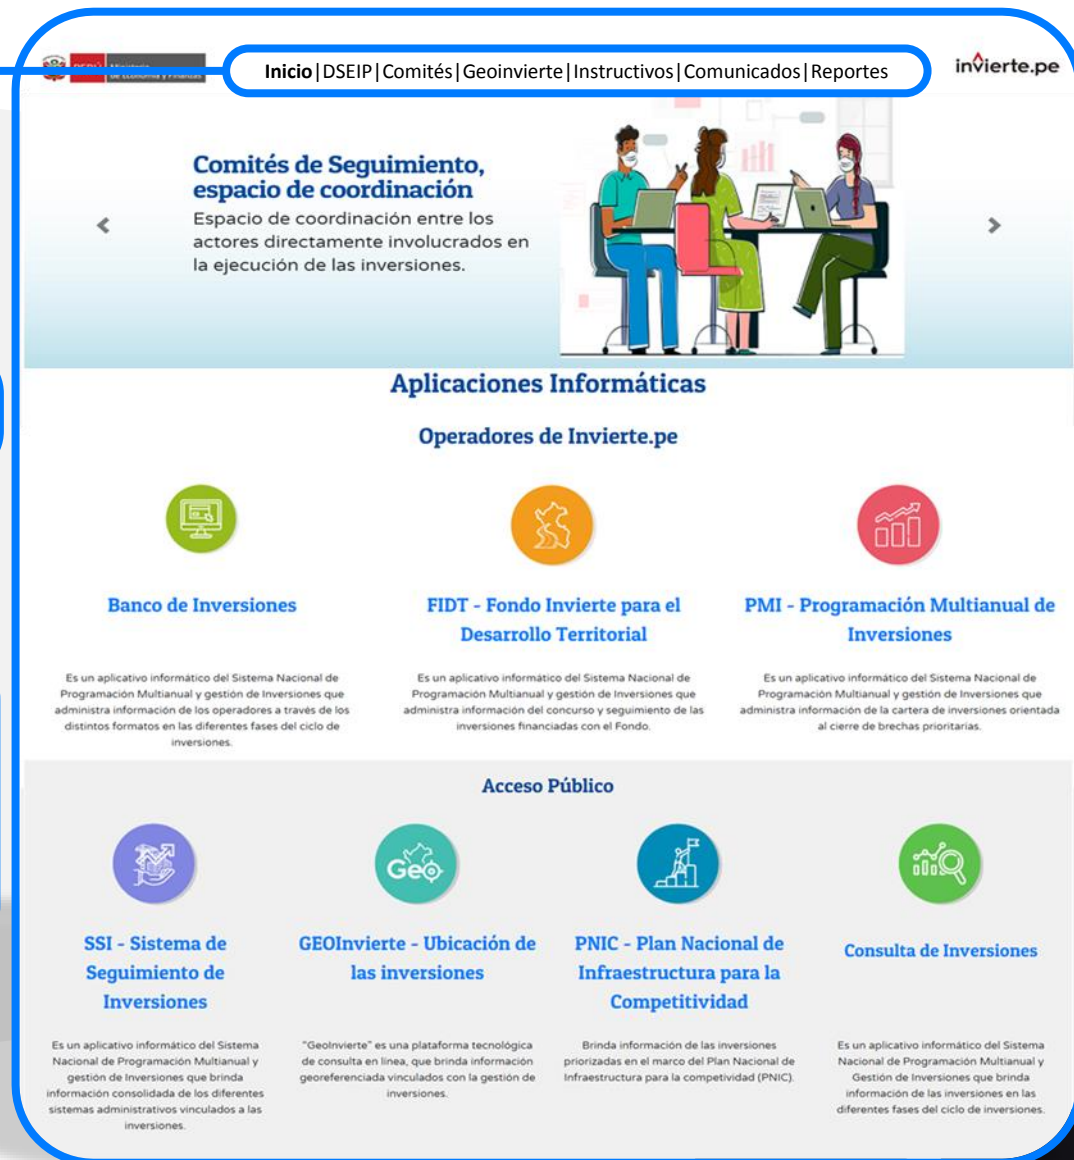 PERÚ
Ministerio
de Economía y Finanzas
Inicio|DSEIP|Comités|Geoinvierte|Instructivos|Comunicados|Reportes
invierte.pe
Comités de Seguimiento,
espacio de coordinación
Espacio de coordinación entre los
actores directamente involucrados en
la ejecución de las inversiones.
Aplicaciones Informáticas
Operadores de Invierte.pe
Banco de Inversiones
Es un aplicativo informático del Sistema Nacional de
Programación Multianual y gestión de Inversiones que
administra información de los operadores a través de los
distintos formatos en las diferentes fases del ciclo de
inversiones.
FIDT - Fondo Invierte para el
Desarrollo Territorial
Es un aplicativo informático del Sistema Nacional de
Programación Multianual y gestión de Inversiones que
administra información del concurso y seguimiento de las
inversiones financiadas con el Fondo.
PMI - Programación Multianual de
Inversiones
Es un aplicativo informático del Sistema Nacional de
Programación Multianual y gestión de Inversiones que
administra información de la cartera de inversiones orientada
al cierre de brechas prioritarias.
Acceso Público
SSI - Sistema de
Seguimiento de
Inversiones
Es un aplicativo informático del Sistema
Nacional de Programación Multianual y
gestión de Inversiones que brinda
información consolidada de los diferentes
sistemas administrativos vinculados a las
inversiones.
Geo
GEOInvierte - Ubicación de
las inversiones
"GeoInvierte" es una plataforma tecnológica
de consulta en línea, que brinda información
georeferenciada vinculados con la gestión de
inversiones.
PNIC - Plan Nacional de
Infraestructura para la
Competitividad
Brinda información de las inversiones
priorizadas en el marco del Plan Nacional de
Infraestructura para la competividad (PNIC).
Consulta de Inversiones
Es un aplicativo informático del Sistema
Nacional de Programación Multianual y
Gestión de Inversiones que brinda
información de las inversiones en las
diferentes fases del ciclo de inversiones.